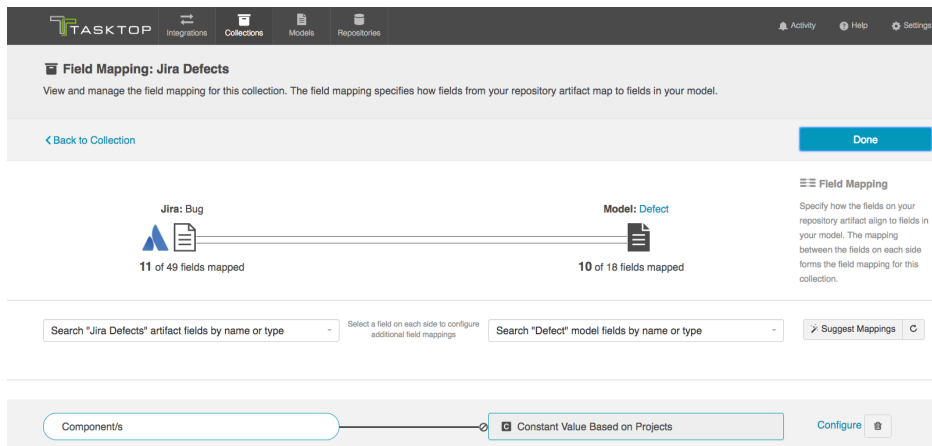 TASKTOP
Integrations
Collections
Models
Repositories
Activity
Help
Settings
Field Mapping: Jira Defects
View and manage the field mapping for this collection. The field mapping specifies how fields from your repository artifact map to fields in your model.
Back to Collection
Done
Field Mapping
Specify how the fields on your
repository artifact align to fields in
your model. The mapping
between the fields on each side
forms the field mapping for this
collection.
Jira: Bug
Model: Defect
11 of 49 fields mapped
10 of 18 fields mapped
Search "Jira Defects" artifact fields by name or type
Select a field on each side to configure
additional field mappings
Search "Defect" model fields by name or type
Suggest Mappings
Component/s
C Constant Value Based on Projects
Configure